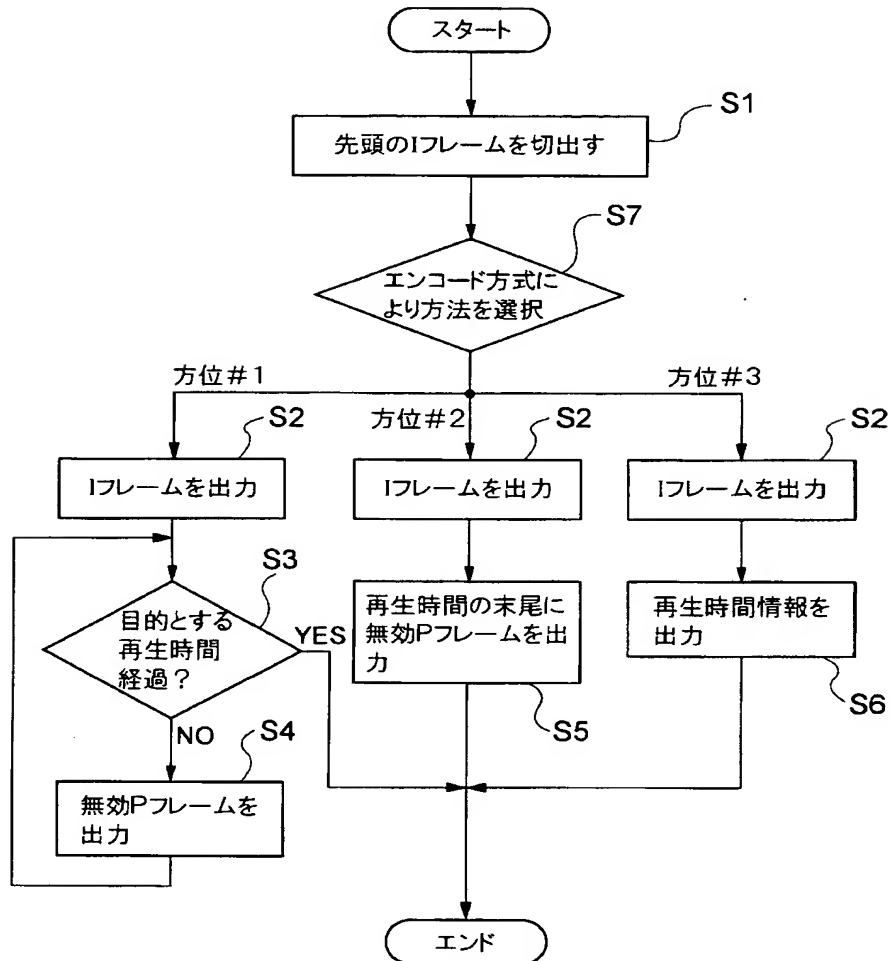 スタート
S1
先頭のIフレームを切出す
S7
エンコード方式に
より方法を選択
方位#1
方位#2
方位#3
S2
S2
S2
Iフレームを出力
Iフレームを出力
Iフレームを出力
S3
目的とする
再生時間
経過?
YES
NO
再生時間の末尾に
無効Pフレームを出
力
S5
再生時間情報を
出力
S6
S4
無効Pフレームを
出力
エンド